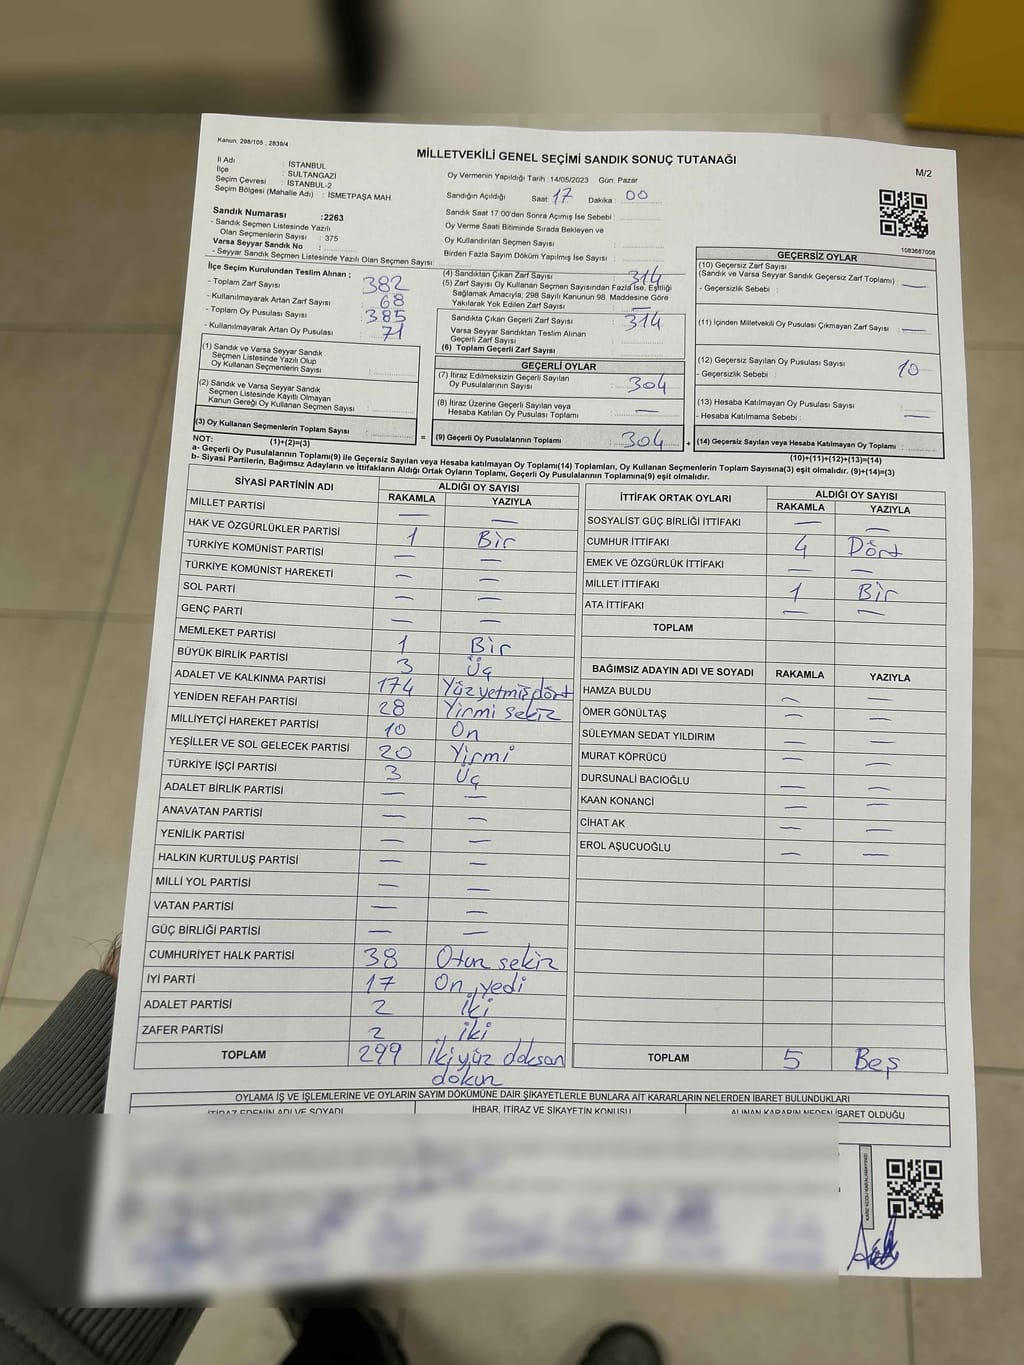 Kanun: 298/105 , 2839/4
MİLLETVEKİLİ GENEL SEÇİMİ SANDIK SONUÇ TUTANAĞI
M/2
İl Adı : İSTANBUL
İlçe : SULTANGAZİ
Seçim Çevresi : İSTANBUL-2
Seçim Bölgesi (Mahalle Adı) : İSMETPAŞA MAH.
Oy Vermenin Yapıldığı Tarih : 14/05/2023 Gün: Pazar
Sandığın Açıldığı Saat: 17 Dakika : 00
Sandık Saat 17:00'den Sonra Açılmış İse Sebebi :
Oy Verme Saati Bitiminde Sırada Bekleyen ve
Oy Kullandırılan Seçmen Sayısı
Birden Fazla Sayım Döküm Yapılmış İse Sayısı :
1083687008
Sandık Numarası :2263
- Sandık Seçmen Listesinde Yazılı
Olan Seçmenlerin Sayısı : 375
Varsa Seyyar Sandık No :
- Seyyar Sandık Seçmen Listesinde Yazılı Olan Seçmen Sayısı:
İlçe Seçim Kurulundan Teslim Alınan :
- Toplam Zarf Sayısı : 382
- Kullanılmayarak Artan Zarf Sayısı : 68
- Toplam Oy Pusulası Sayısı : 385
- Kullanılmayarak Artan Oy Pusulası : 71
(1) Sandık ve Varsa Seyyar Sandık
Seçmen Listesinde Yazılı Olup
Oy Kullanan Seçmenlerin Sayısı :
(2) Sandık ve Varsa Seyyar Sandık
Seçmen Listesinde Kayıtlı Olmayan
Kanun Gereği Oy Kullanan Seçmen Sayısı :
(3) Oy Kullanan Seçmenlerin Toplam Sayısı :
(1)+(2)=(3)
(4) Sandıktan Çıkan Zarf Sayısı : 314
(5) Zarf Sayısı Oy Kullanan Seçmen Sayısından Fazla İse, Eşitliği
Sağlamak Amacıyla, 298 Sayılı Kanunun 98. Maddesine Göre
Yakılarak Yok Edilen Zarf Sayısı : —
Sandıkta Çıkan Geçerli Zarf Sayısı : 314
Varsa Seyyar Sandıktan Teslim Alınan
Geçerli Zarf Sayısı :
(6) Toplam Geçerli Zarf Sayısı :
GEÇERLİ OYLAR
(7) İtiraz Edilmeksizin Geçerli Sayılan
Oy Pusulalarının Sayısı : 304
(8) İtiraz Üzerine Geçerli Sayılan veya
Hesaba Katılan Oy Pusulası Toplamı : —
= (9) Geçerli Oy Pusulalarının Toplamı : 304 +
GEÇERSİZ OYLAR
(10) Geçersiz Zarf Sayısı
(Sandık ve Varsa Seyyar Sandık Geçersiz Zarf Toplamı) : —
- Geçersizlik Sebebi :
(11) İçinden Milletvekili Oy Pusulası Çıkmayan Zarf Sayısı : —
(12) Geçersiz Sayılan Oy Pusulası Sayısı : 10
- Geçersizlik Sebebi :
(13) Hesaba Katılmayan Oy Pusulası Sayısı : —
- Hesaba Katılmama Sebebi :
(14) Geçersiz Sayılan veya Hesaba Katılmayan Oy Toplamı :
(10)+(11)+(12)+(13)=(14)
NOT:
a- Geçerli Oy Pusulalarının Toplamı(9) ile Geçersiz Sayılan veya Hesaba katılmayan Oy Toplamı(14) Toplamları, Oy Kullanan Seçmenlerin Toplam Sayısına(3) eşit olmalıdır. (9)+(14)=(3)
b- Siyasi Partilerin, Bağımsız Adayların ve İttifakların Aldığı Ortak Oyların Toplamı, Geçerli Oy Pusulalarının Toplamına(9) eşit olmalıdır.
SİYASİ PARTİNİN ADI ALDIĞI OY SAYISI
RAKAMLA YAZIYLA
MİLLET PARTİSİ — —
HAK VE ÖZGÜRLÜKLER PARTİSİ 1 Bir
TÜRKİYE KOMÜNİST PARTİSİ — —
TÜRKİYE KOMÜNİST HAREKETİ — —
SOL PARTİ — —
GENÇ PARTİ — —
MEMLEKET PARTİSİ 1 Bir
BÜYÜK BİRLİK PARTİSİ 3 Üç
ADALET VE KALKINMA PARTİSİ 174 Yüz yetmiş dört
YENİDEN REFAH PARTİSİ 28 Yirmi sekiz
MİLLİYETÇİ HAREKET PARTİSİ 10 On
YEŞİLLER VE SOL GELECEK PARTİSİ 20 Yirmi
TÜRKİYE İŞÇİ PARTİSİ 3 Üç
ADALET BİRLİK PARTİSİ — —
ANAVATAN PARTİSİ — —
YENİLİK PARTİSİ — —
HALKIN KURTULUŞ PARTİSİ — —
MİLLİ YOL PARTİSİ — —
VATAN PARTİSİ — —
GÜÇ BİRLİĞİ PARTİSİ — —
CUMHURİYET HALK PARTİSİ 38 Otuz sekiz
İYİ PARTİ 17 On yedi
ADALET PARTİSİ 2 İki
ZAFER PARTİSİ 2 iki
TOPLAM 299 İkiyüz doksan
dokuz
İTTİFAK ORTAK OYLARI ALDIĞI OY SAYISI
RAKAMLA YAZIYLA
SOSYALİST GÜÇ BİRLİĞİ İTTİFAKI — —
CUMHUR İTTİFAKI 4 Dört
EMEK VE ÖZGÜRLÜK İTTİFAKI — —
MİLLET İTTİFAKI 1 Bir
ATA İTTİFAKI — —
TOPLAM
BAĞIMSIZ ADAYIN ADI VE SOYADI RAKAMLA YAZIYLA
HAMZA BULDU — —
ÖMER GÖNÜLTAŞ — —
SÜLEYMAN SEDAT YILDIRIM — —
MURAT KÖPRÜCÜ — —
DURSUNALİ BACIOĞLU — —
KAAN KONANCİ — —
CİHAT AK — —
EROL AŞUCUOĞLU — —
TOPLAM 5 Beş
OYLAMA İŞ VE İŞLEMLERİNE VE OYLARIN SAYIM DÖKÜMÜNE DAİR ŞİKAYETLERLE BUNLARA AİT KARARLARIN NELERDEN İBARET BULUNDUKLARI
İTİRAZ EDENİN ADI VE SOYADI İHBAR, İTİRAZ VE ŞİKAYETİN KONUSU ALINAN KARARIN NEDEN İBARET OLDUĞU